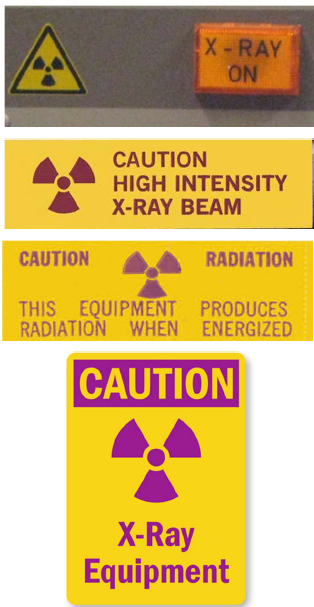 X-RAY
ON
CAUTION
HIGH INTENSITY
X-RAY BEAM
CAUTION RADIATION
THIS EQUIPMENT PRODUCES
RADIATION WHEN ENERGIZED
CAUTION
X-Ray
Equipment